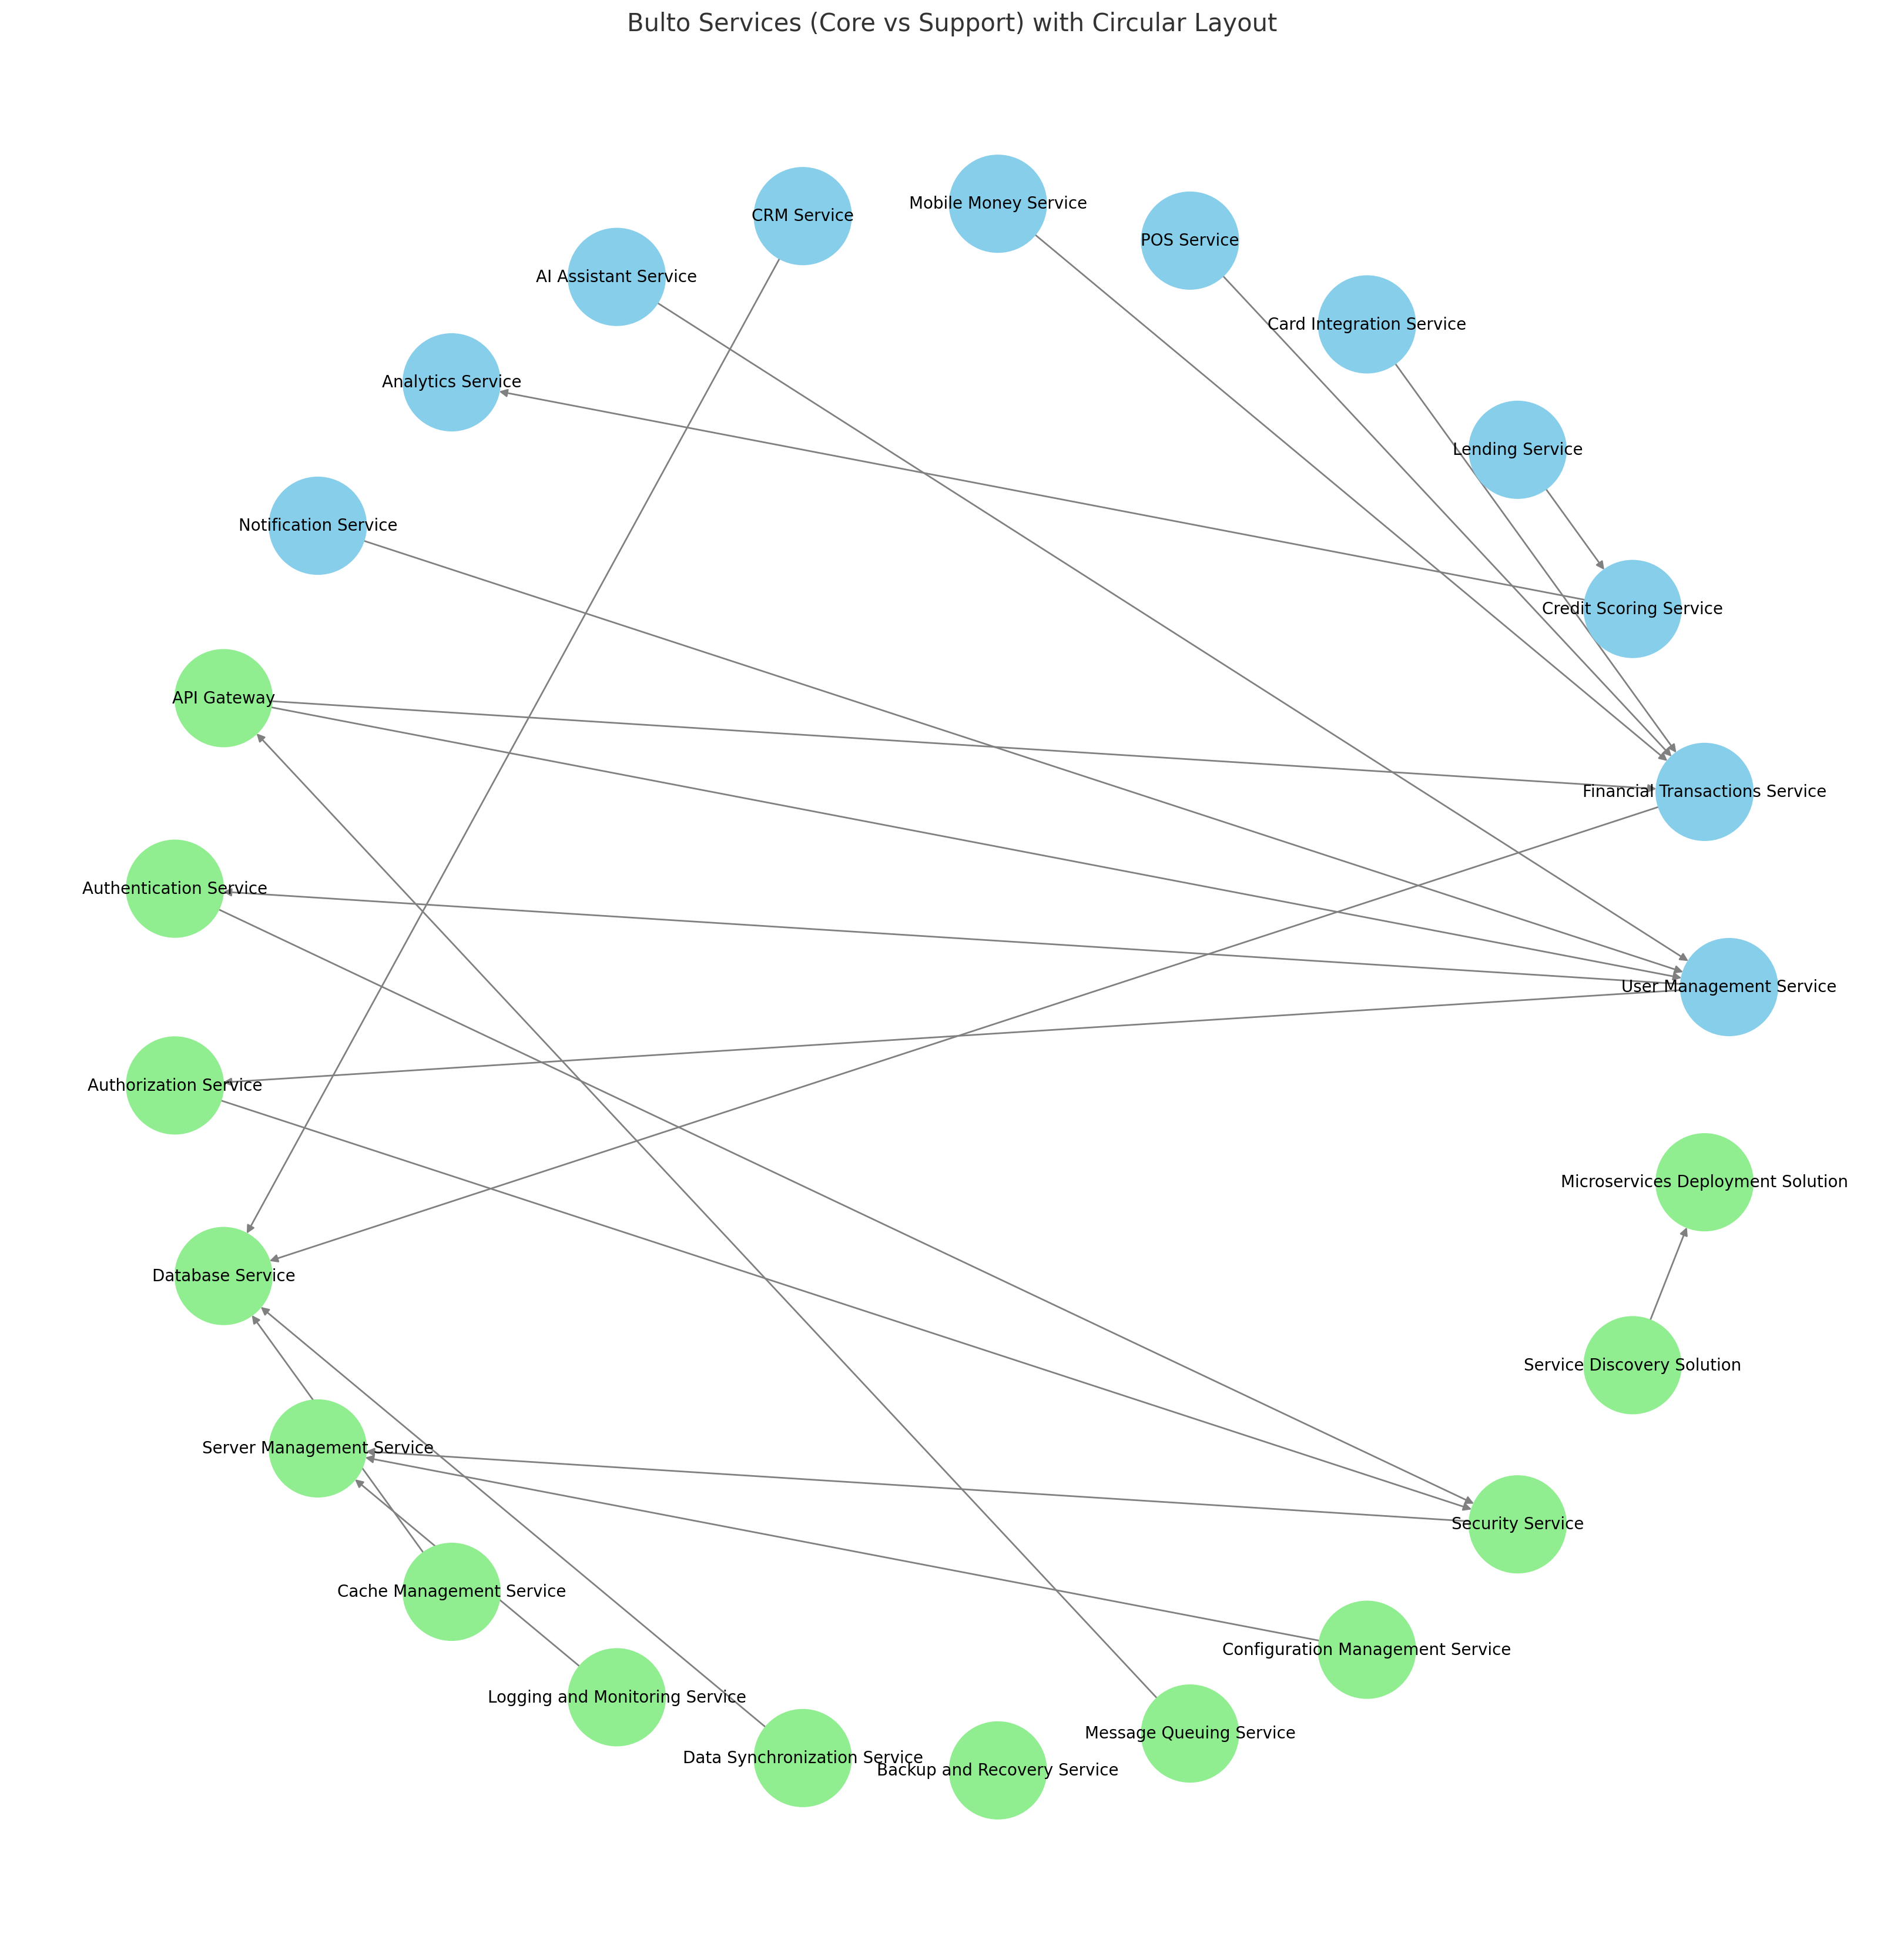 Bulto Services (Core vs Support) with Circular Layout
Mobile Money Service
CRM Service
POS Service
AI Assistant Service
Card Integration Service
Analytics Service
Lending Service
Notification Service
Credit Scoring Service
API Gateway
Financial Transactions Service
Authentication Service
User Management Service
Authorization Service
Microservices Deployment Solution
Database Service
Service Discovery Solution
Server Management Service
Security Service
Cache Management Service
Configuration Management Service
Logging and Monitoring Service
Message Queuing Service
Data Synchronization Service
Backup and Recovery Service